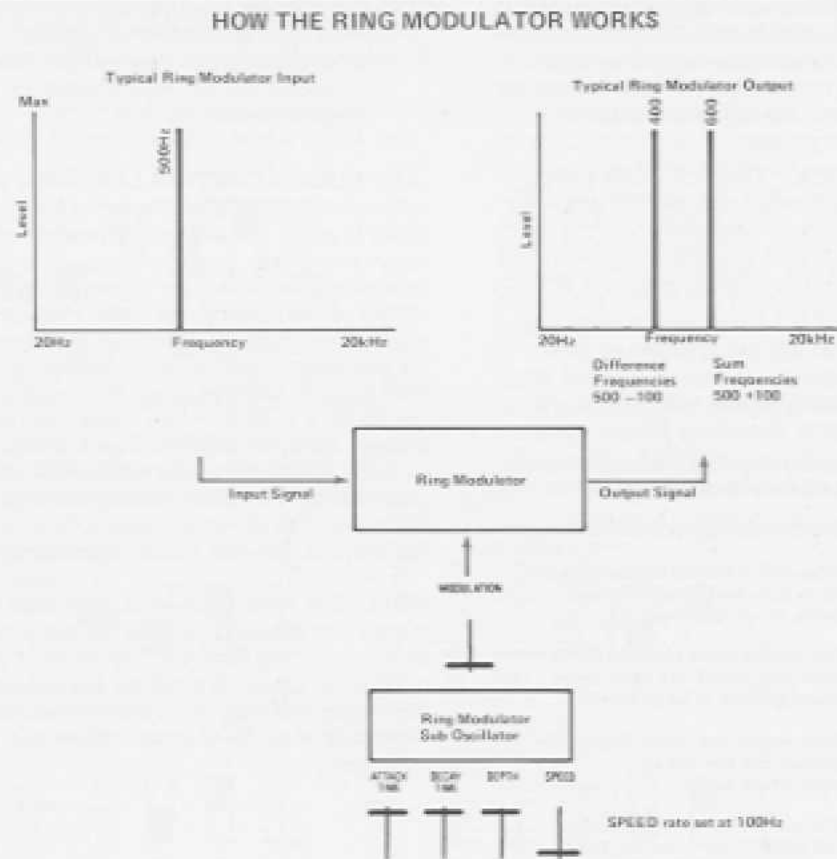 HOW THE RING MODULATOR WORKS
Typical Ring Modulator Input
Max
500Hz
Level
20Hz
Frequency
20kHz
Typical Ring Modulator Output
400
600
Level
20Hz
Frequency
20kHz
Difference
Frequencies
500 -100
Sum
Frequencies
500 +100
Input Signal
Ring Modulator
Output Signal
MODULATION
Ring Modulator
Sub Oscillator
ATTACK
TIME
DECAY
TIME
DEPTH
SPEED
SPEED rate set at 100Hz